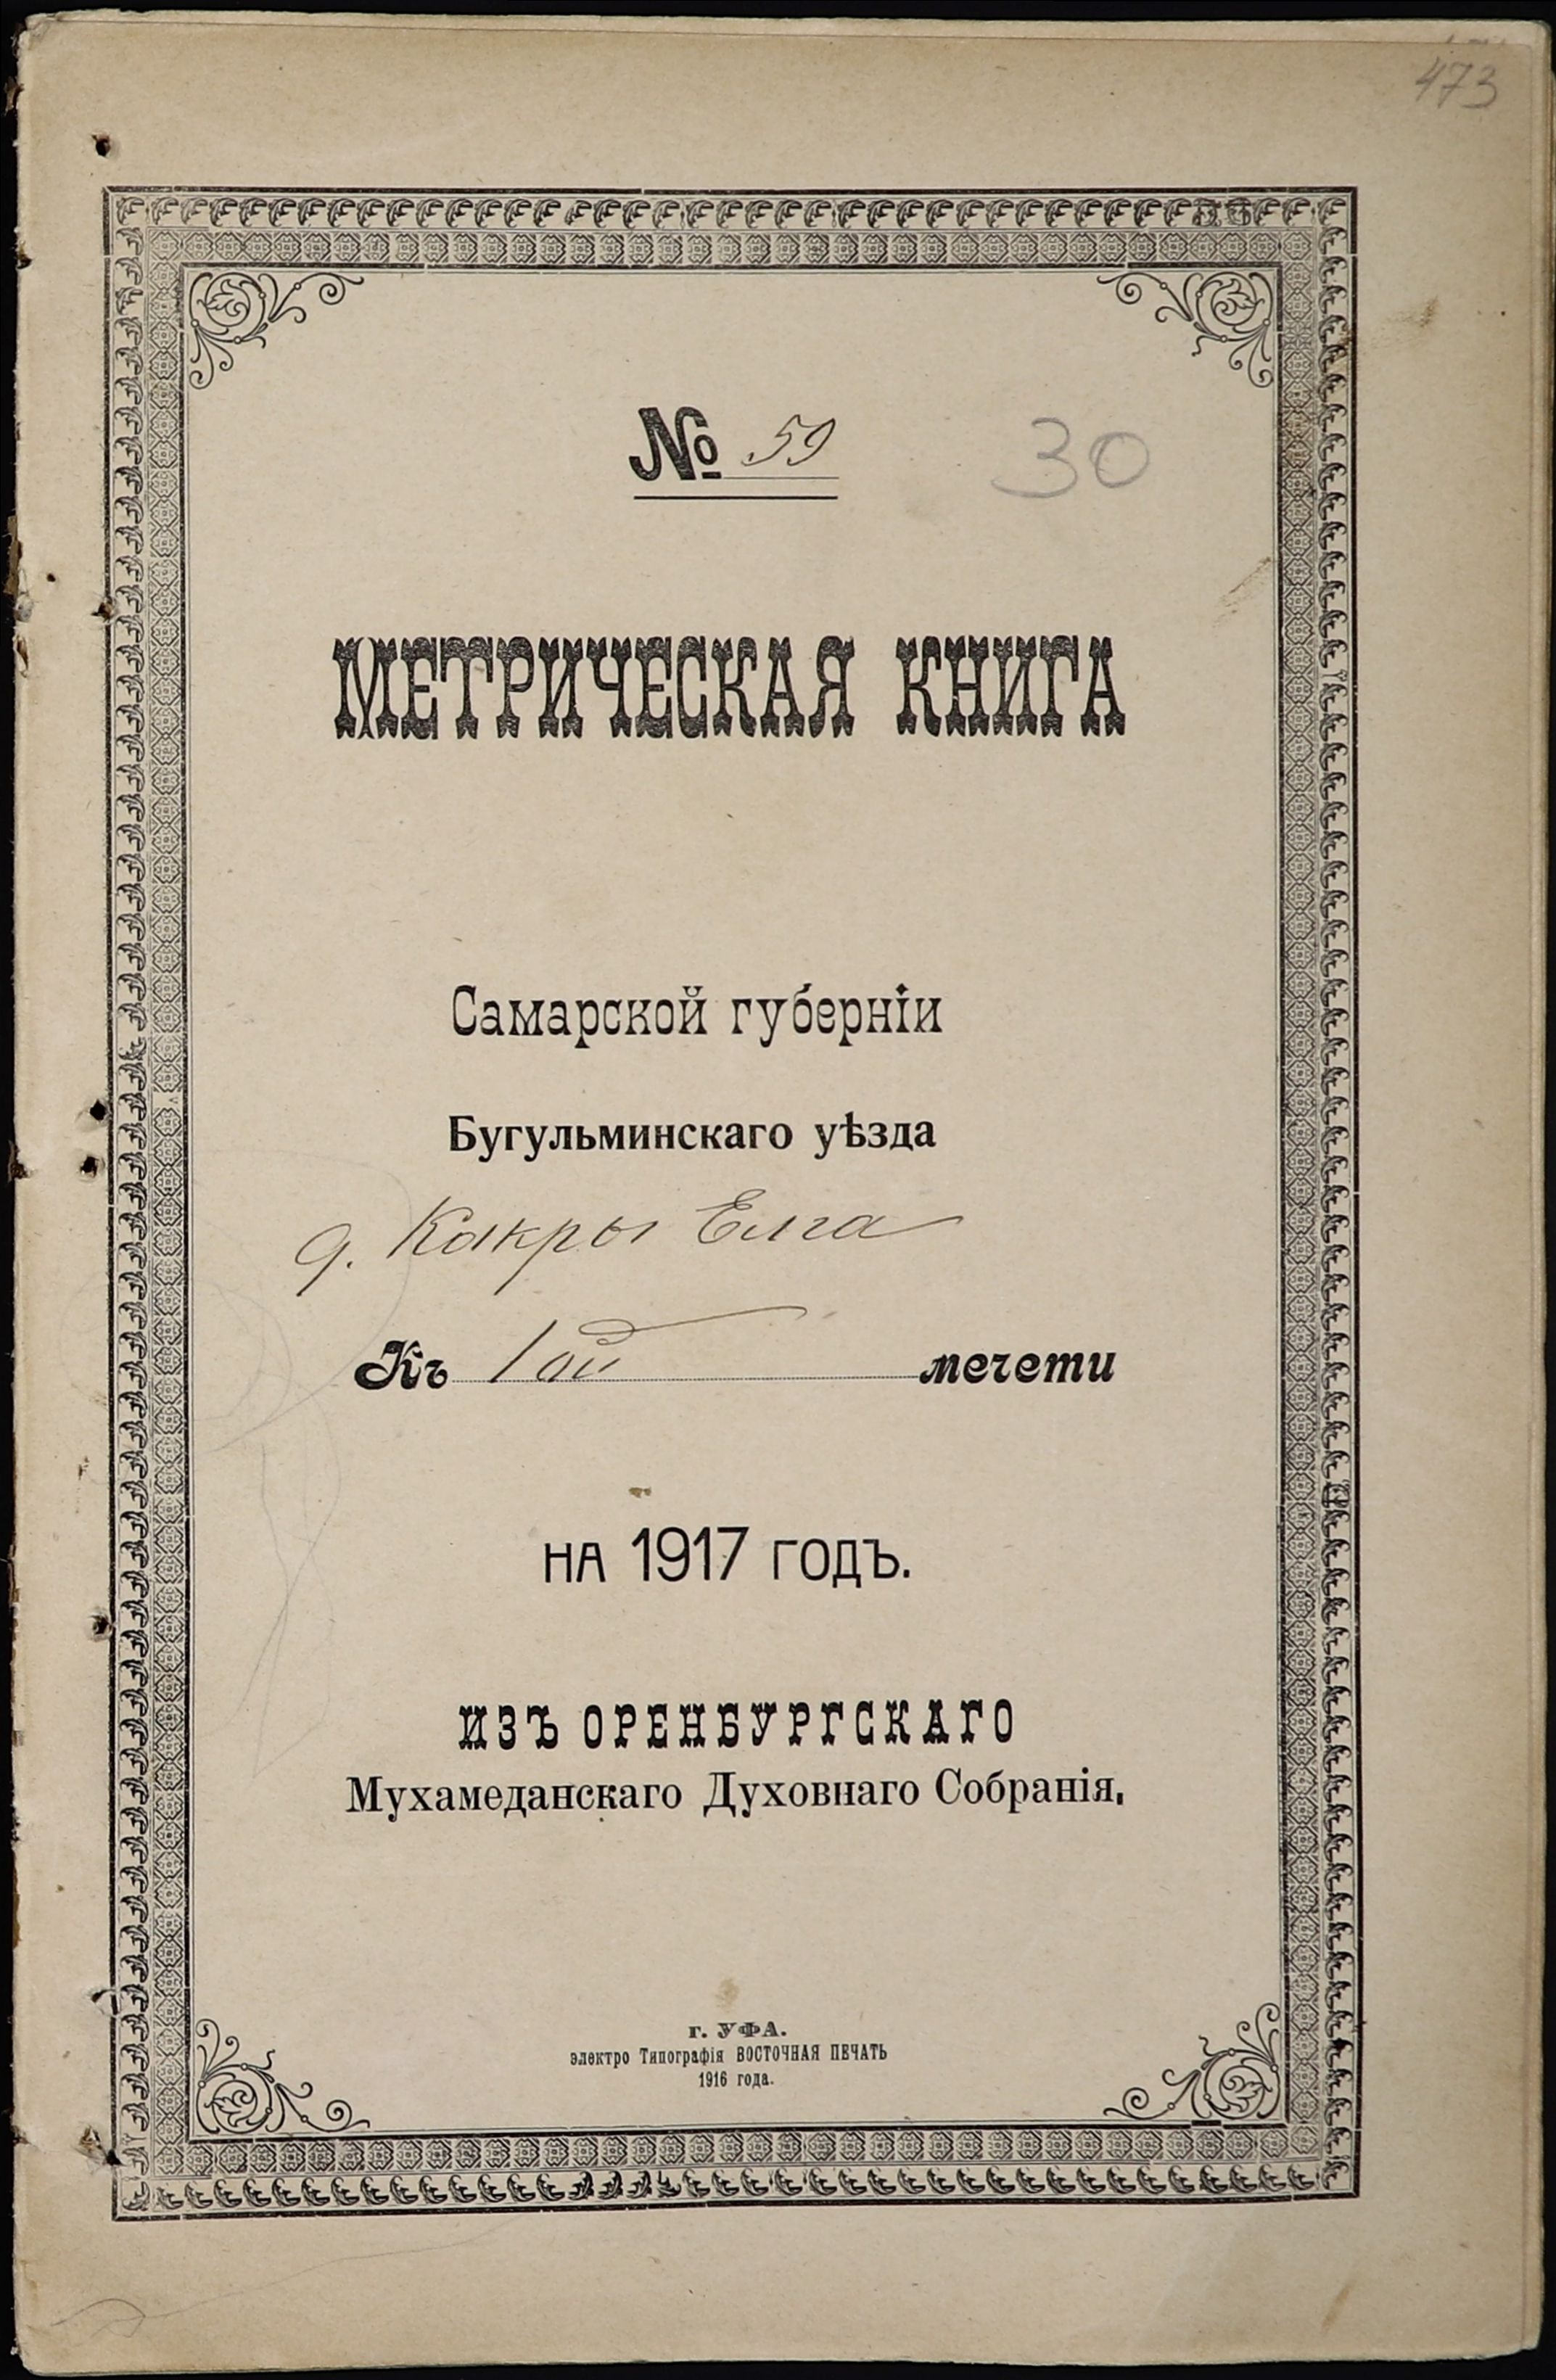 473
№ 59
30
МЕТРИЧЕСКАЯ КНИГА
Самарской губернiи
Бугульминскаго уѣзда
д. Какры Елга
Къ 1ой мечети
НА 1917 ГОДЪ.
ИЗЪ ОРЕНБУРГСКАГО
Мухамеданскаго Духовнаго Собранiя.
г. УФА.
электро Типографiя ВОСТОЧНАЯ ПЕЧАТЬ
1916 года.